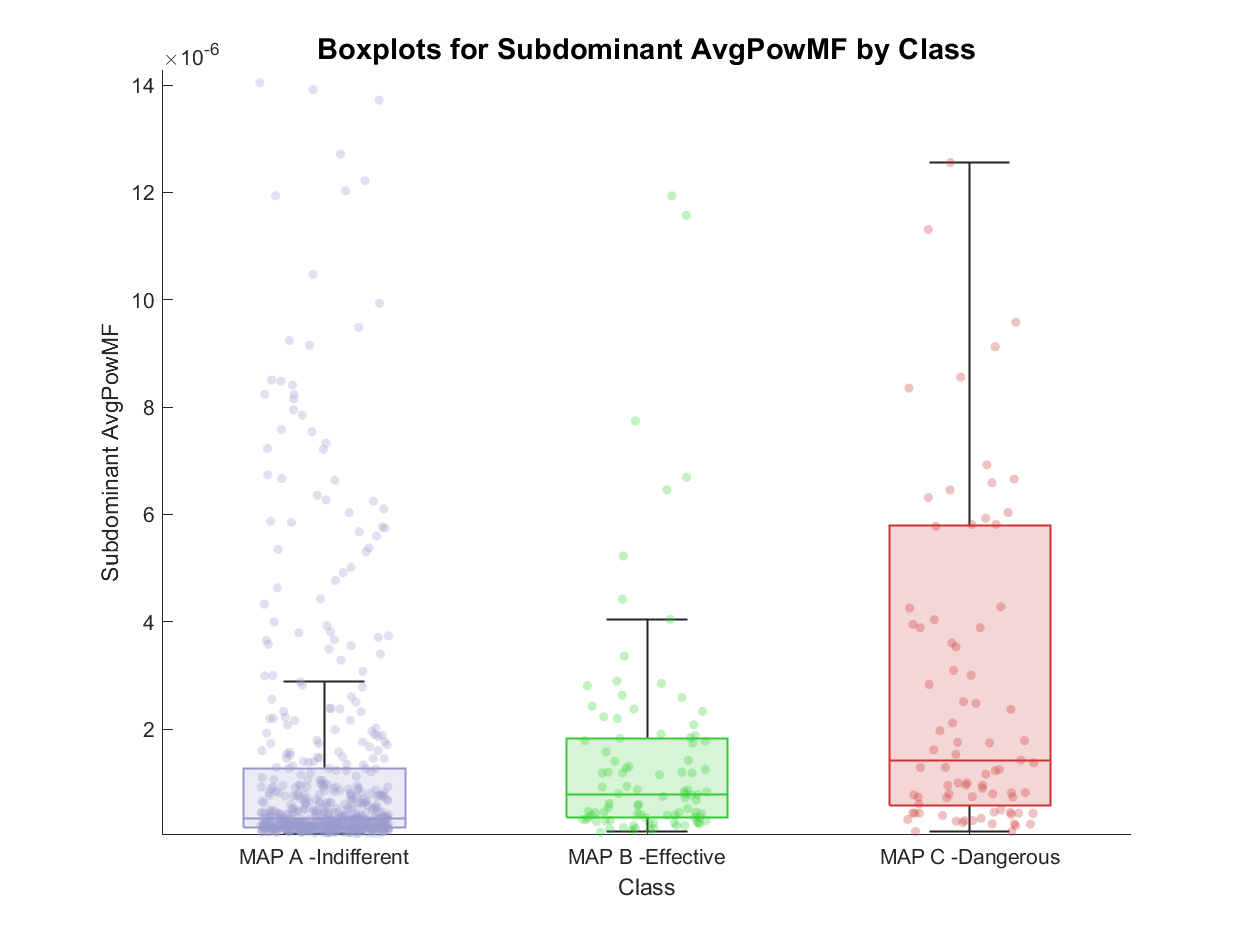 Boxplots for Subdominant AvgPowMF by Class
×10-6
14
12
10
8
6
4
2
Subdominant AvgPowMF
MAP A -Indifferent
MAP B -Effective
MAP C -Dangerous
Class